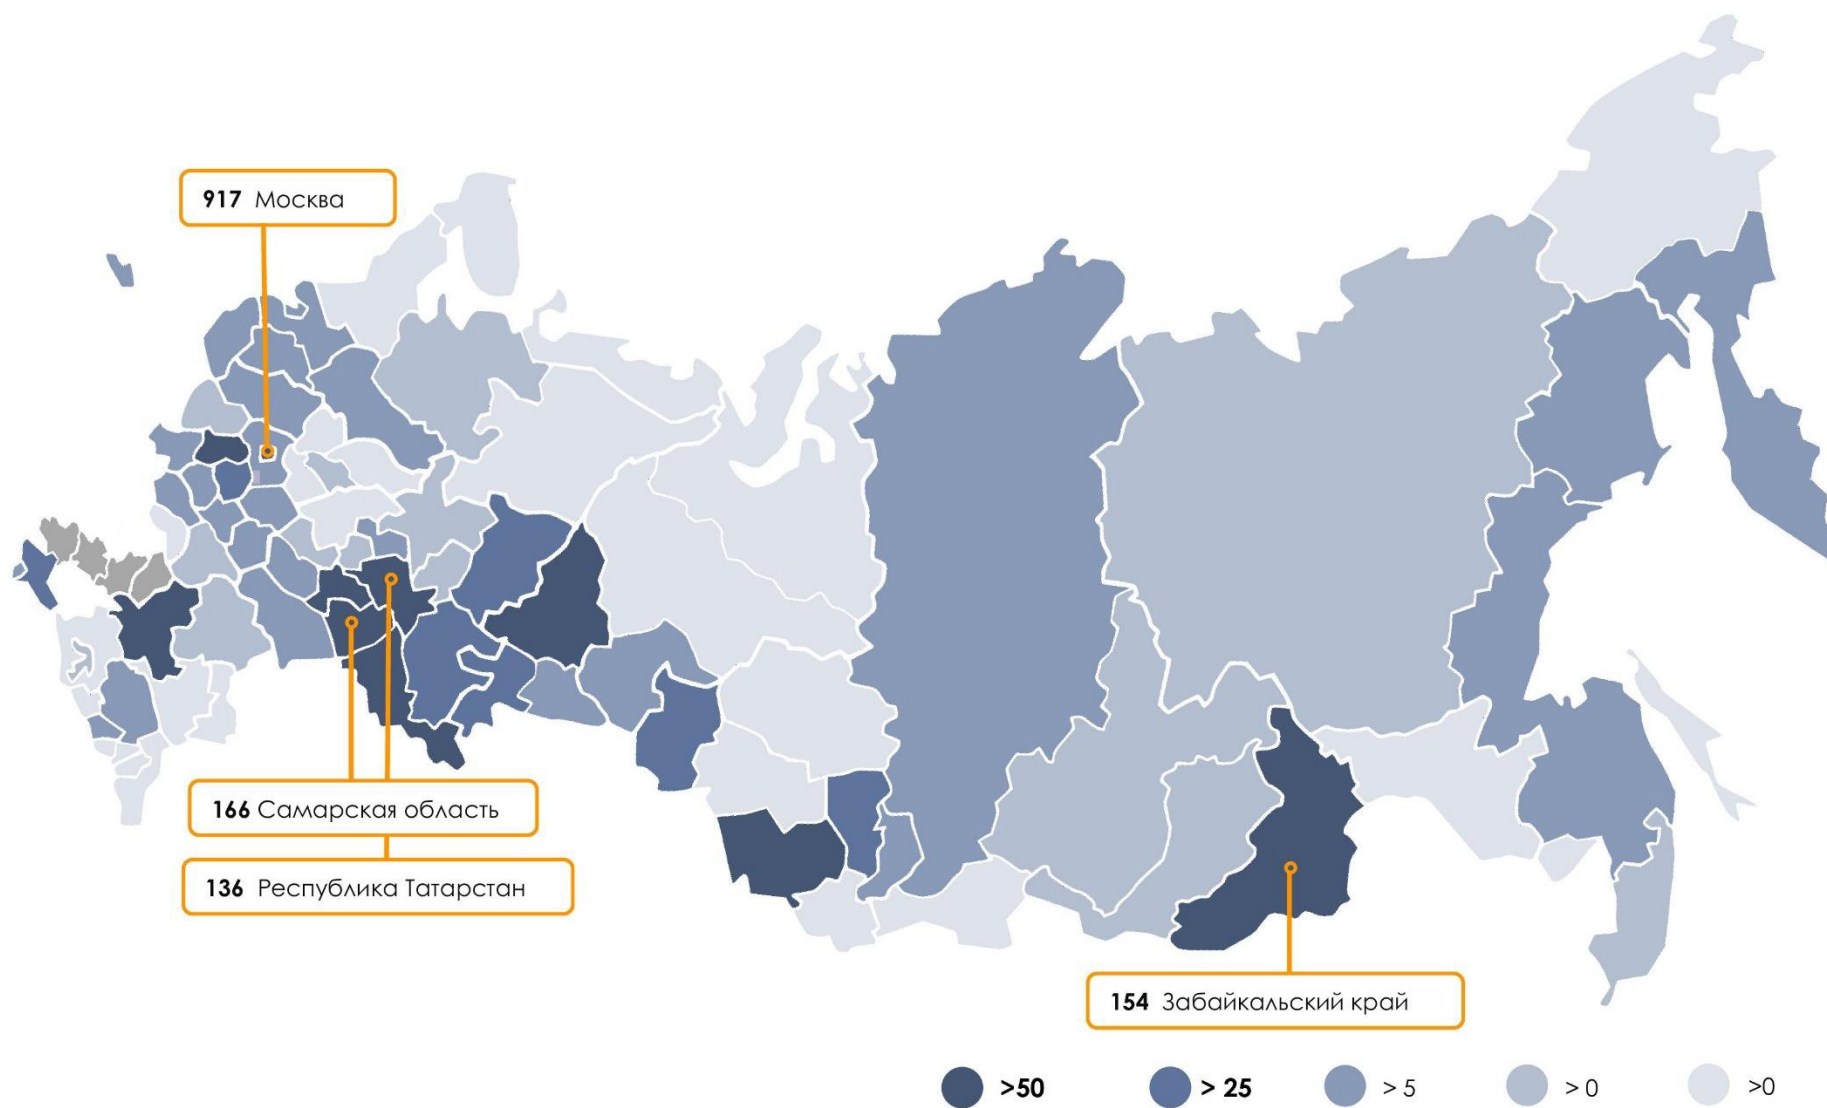 917 Москва
166 Самарская область
136 Республика Татарстан
154 Забайкальский край
>50
> 25
> 5
> 0
>0